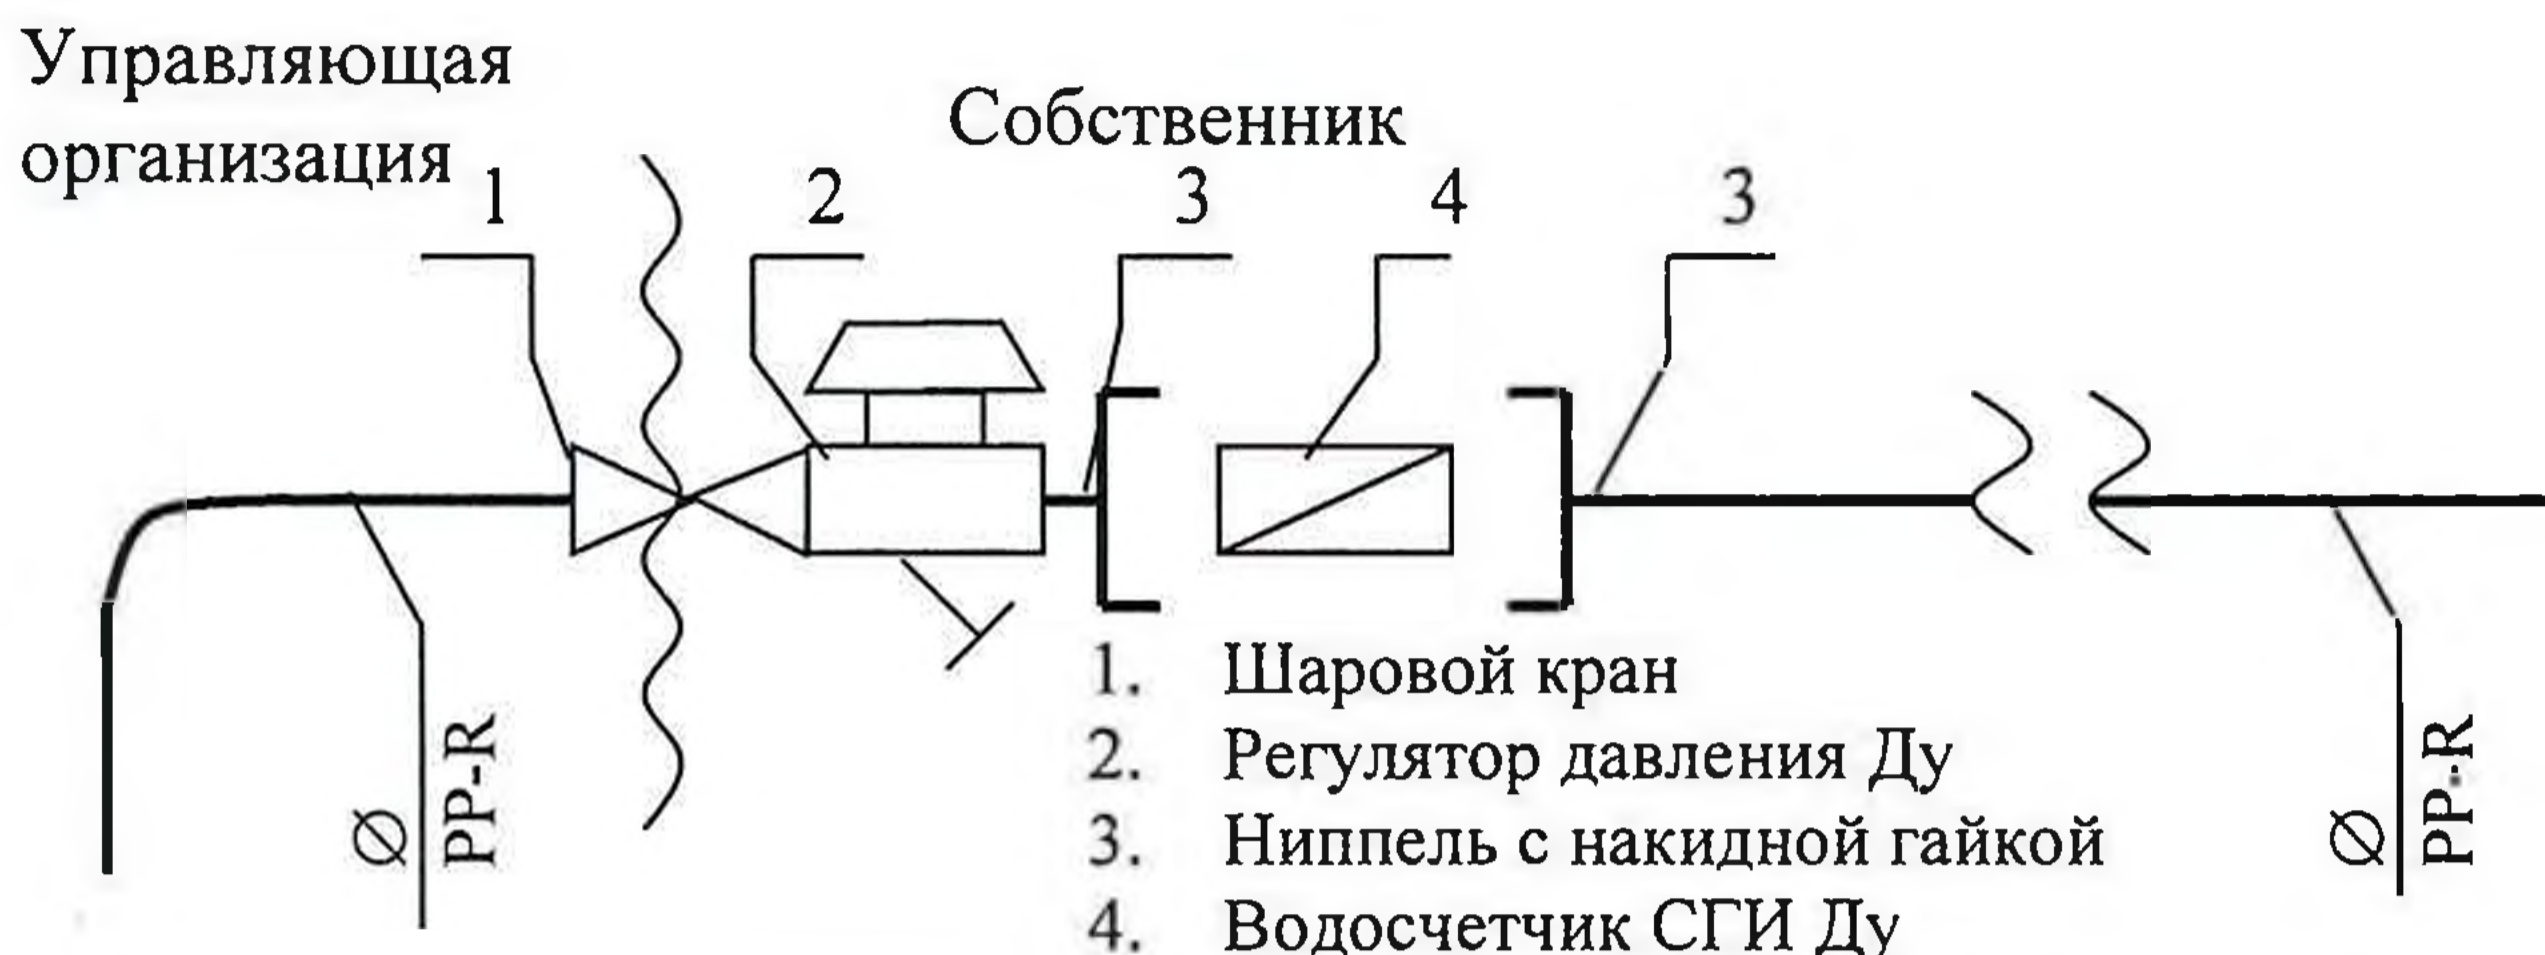 Управляющая
организация
Собственник
1
2
3
4
3
Ø
PP-R
1. Шаровой кран
2. Регулятор давления Ду
3. Ниппель с накидной гайкой
4. Водосчетчик СГИ Ду
Ø
PP-R